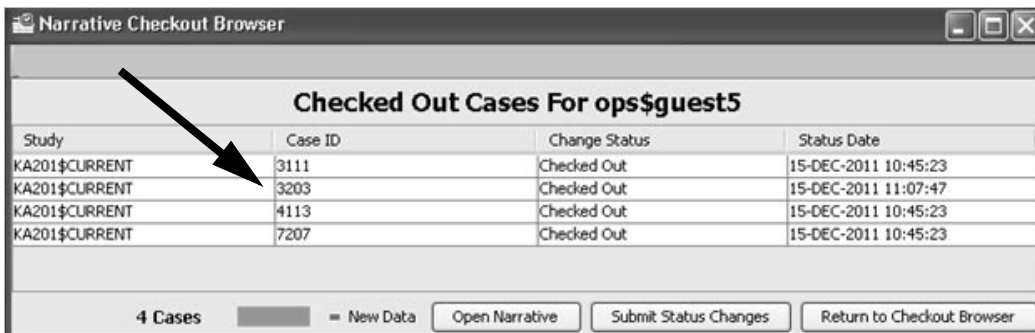 Narrative Checkout Browser
Checked Out Cases For ops$guest5
Study Case ID Change Status Status Date
KA201$CURRENT 3111 Checked Out 15-DEC-2011 10:45:23
KA201$CURRENT 3203 Checked Out 15-DEC-2011 11:07:47
KA201$CURRENT 4113 Checked Out 15-DEC-2011 10:45:23
KA201$CURRENT 7207 Checked Out 15-DEC-2011 10:45:23
4 Cases = New Data Open Narrative Submit Status Changes Return to Checkout Browser